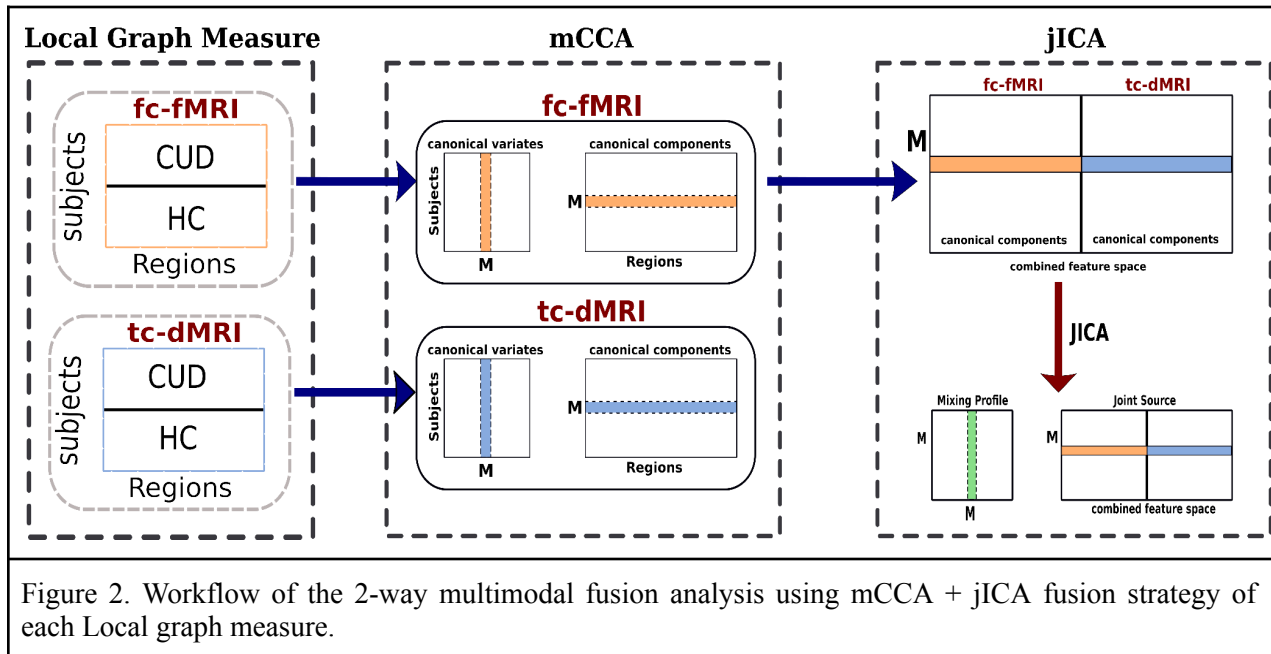 Local Graph Measure
fc-fMRI
subjects
CUD
HC
Regions
tc-dMRI
subjects
CUD
HC
Regions
mCCA
fc-fMRI
canonical variates
canonical components
Subjects
M
M
Regions
tc-dMRI
canonical variates
canonical components
Subjects
M
M
Regions
jICA
fc-fMRI
tc-dMRI
M
canonical components
canonical components
combined feature space
JICA
Mixing Profile
Joint Source
M
M
M
combined feature space
Figure 2. Workflow of the 2-way multimodal fusion analysis using mCCA + jICA fusion strategy of
each Local graph measure.